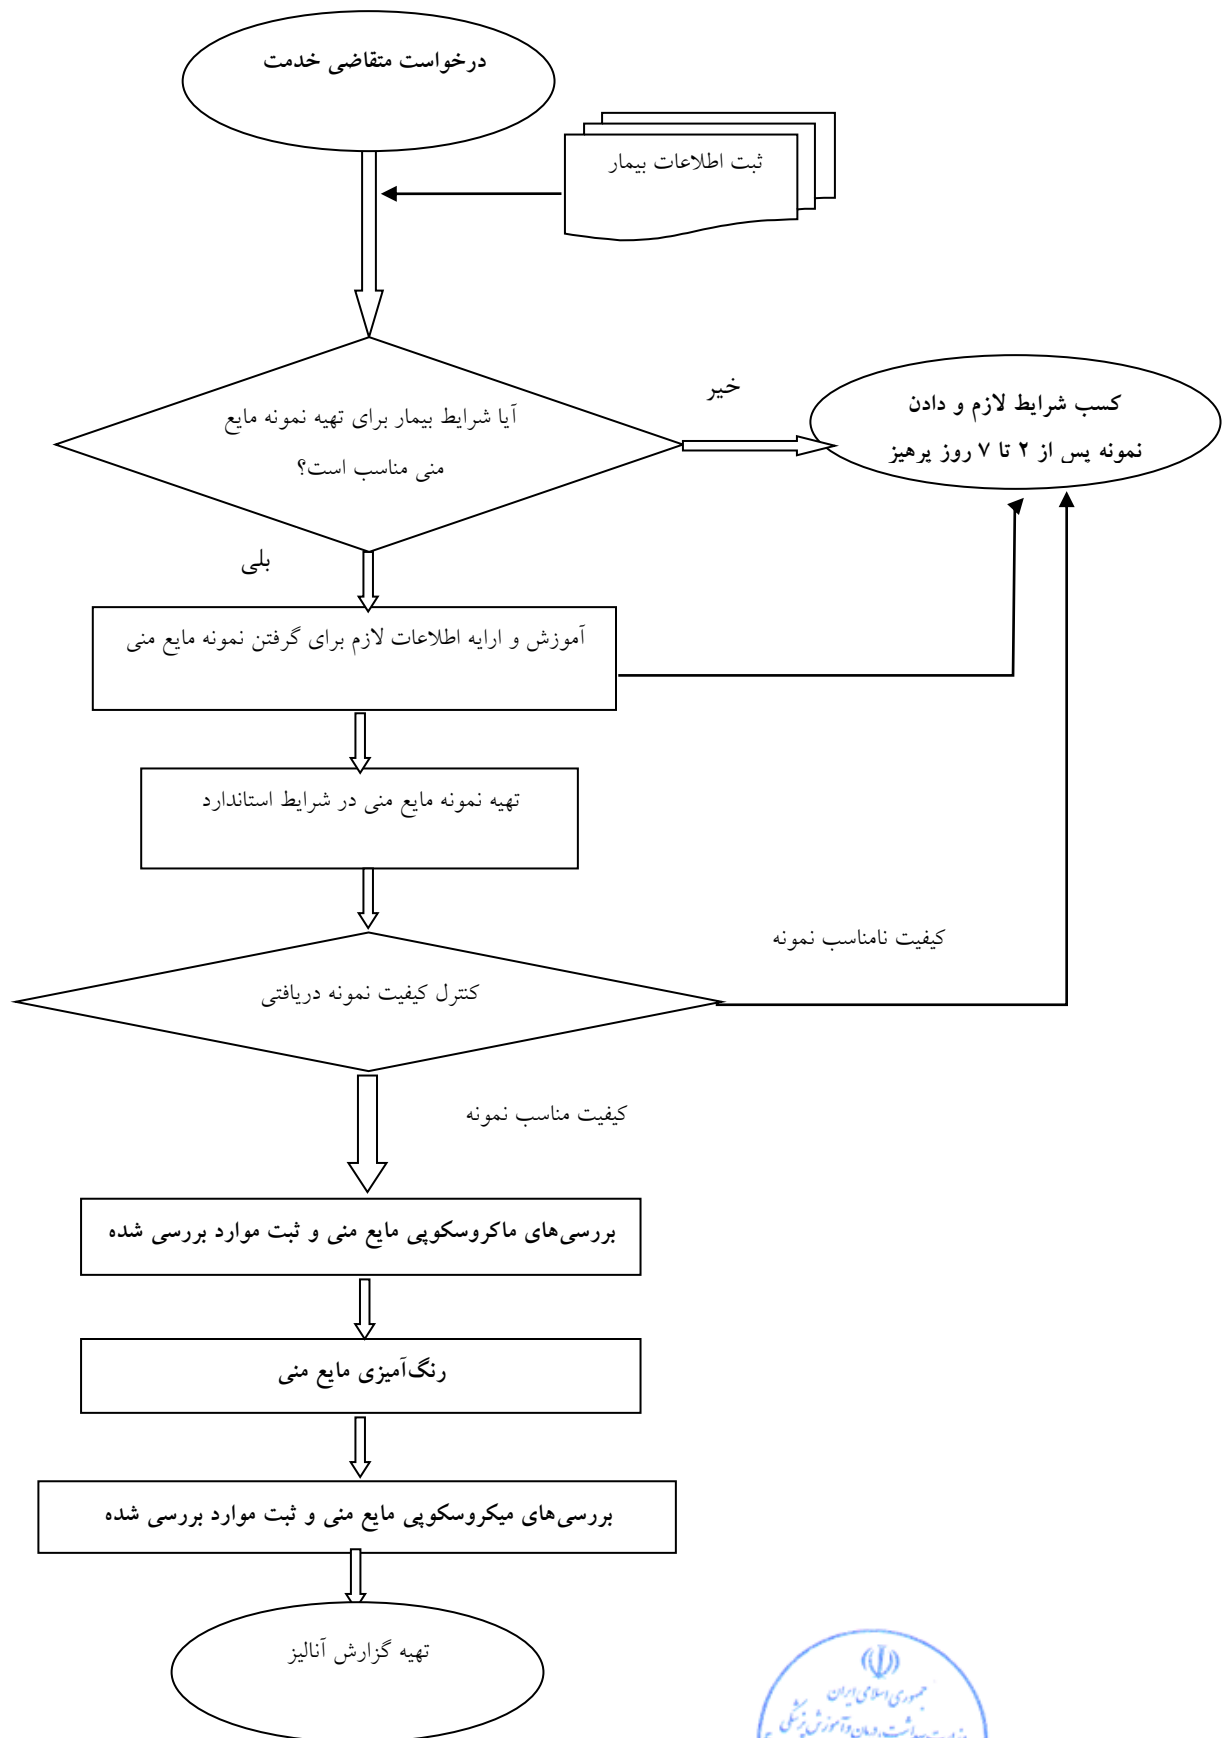 درخواست متقاضی خدمت
ثبت اطلاعات بیمار
آیا شرایط بیمار برای تهیه نمونه مایع
منی مناسب است؟
خیر
کسب شرایط لازم و دادن
نمونه پس از ۲ تا ۷ روز پرهیز
بلی
آموزش و ارایه اطلاعات لازم برای گرفتن نمونه مایع منی
تهیه نمونه مایع منی در شرایط استاندارد
کیفیت نامناسب نمونه
کنترل کیفیت نمونه دریافتی
کیفیت مناسب نمونه
بررسی‌های ماکروسکوپی مایع منی و ثبت موارد بررسی شده
رنگ‌آمیزی مایع منی
بررسی‌های میکروسکوپی مایع منی و ثبت موارد بررسی شده
تهیه گزارش آنالیز
جمهوری اسلامی ایران
بهداشت، درمان و آموزش پزشکی